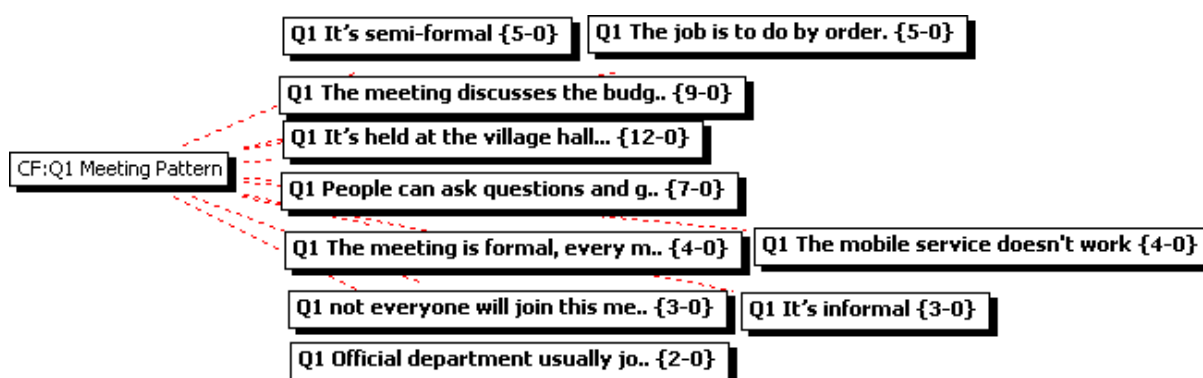 Q1 It's semi-formal {5-0}
Q1 The job is to do by order. {5-0}
Q1 The meeting discusses the budg.. {9-0}
Q1 It's held at the village hall... {12-0}
CF:Q1 Meeting Pattern
Q1 People can ask questions and g.. {7-0}
Q1 The meeting is formal, every m.. {4-0}
Q1 The mobile service doesn't work {4-0}
Q1 not everyone will join this me.. {3-0}
Q1 It's informal {3-0}
Q1 Official department usually jo.. {2-0}